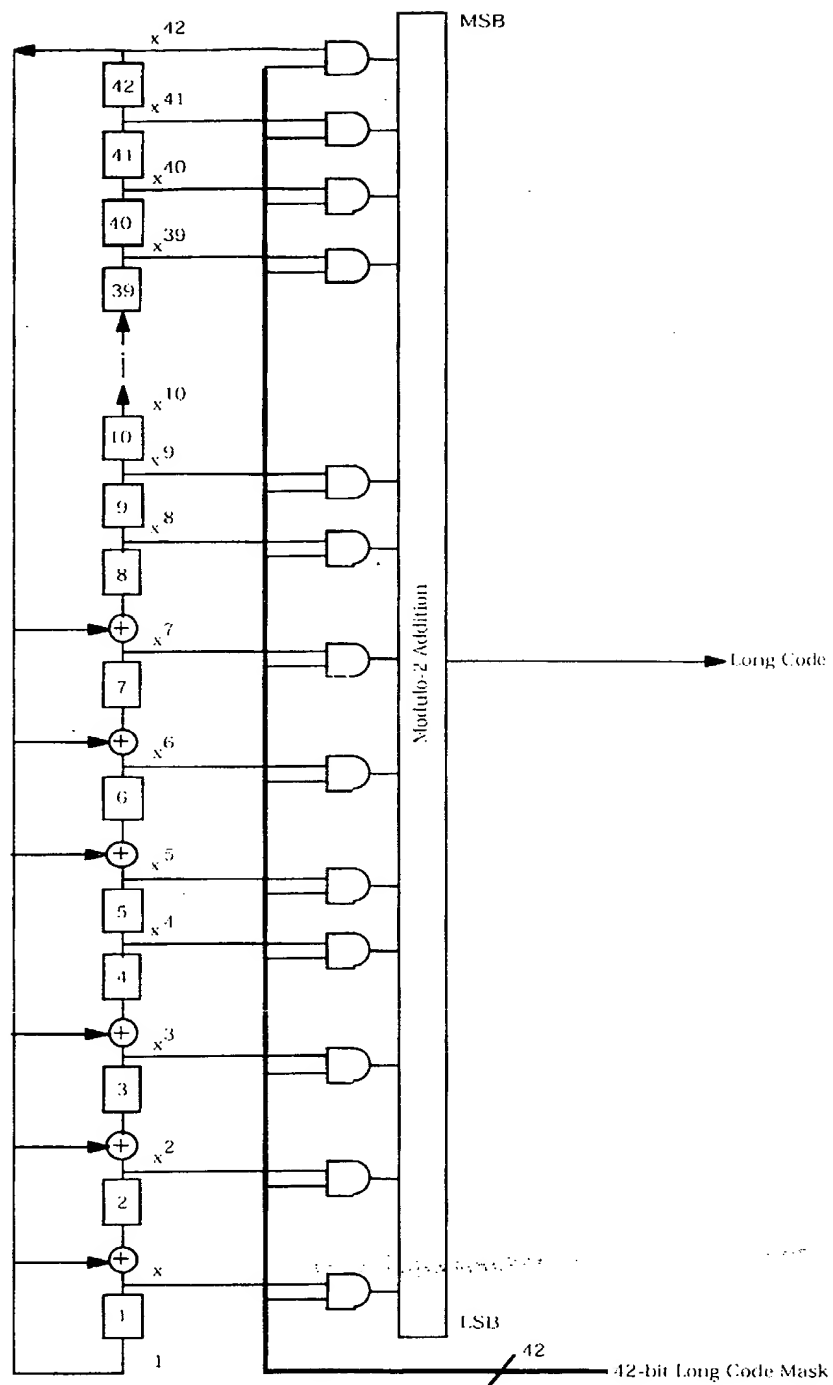 x^42
MSB
42
x^41
41
x^40
40
x^39
39
x^10
10
x^9
9
x^8
8
x^7
7
x^6
6
x^5
5
x^4
4
x^3
3
x^2
2
x
1
1
Modulo-2 Addition
Long Code
LSB
42
42-bit Long Code Mask